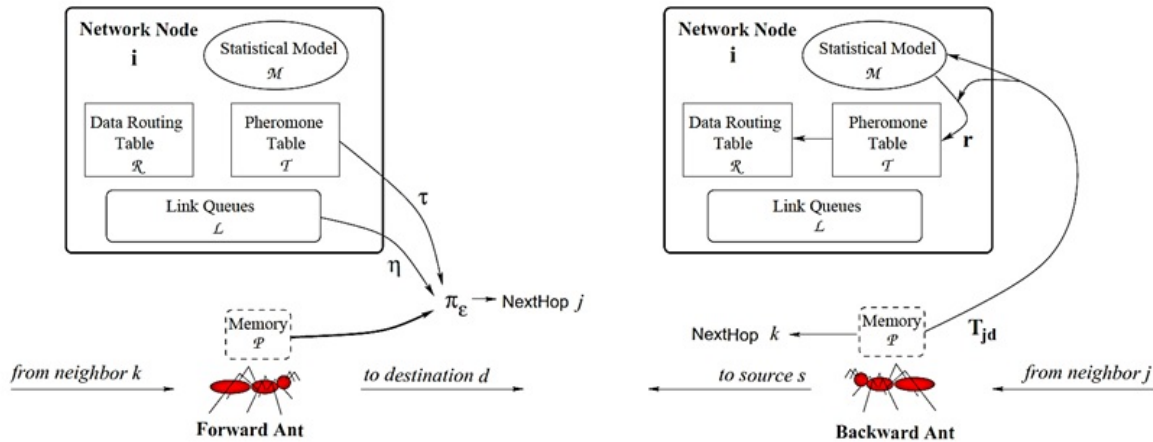 Network Node
i
Statistical Model
ℳ
Data Routing
Table
ℛ
Pheromone
Table
𝒯
Link Queues
ℒ
τ
η
π_ε
NextHop j
Memory
𝒫
from neighbor k
to destination d
Forward Ant
Network Node
i
Statistical Model
ℳ
Data Routing
Table
ℛ
Pheromone
Table
𝒯
r
Link Queues
ℒ
NextHop k
Memory
𝒫
T_jd
to source s
from neighbor j
Backward Ant